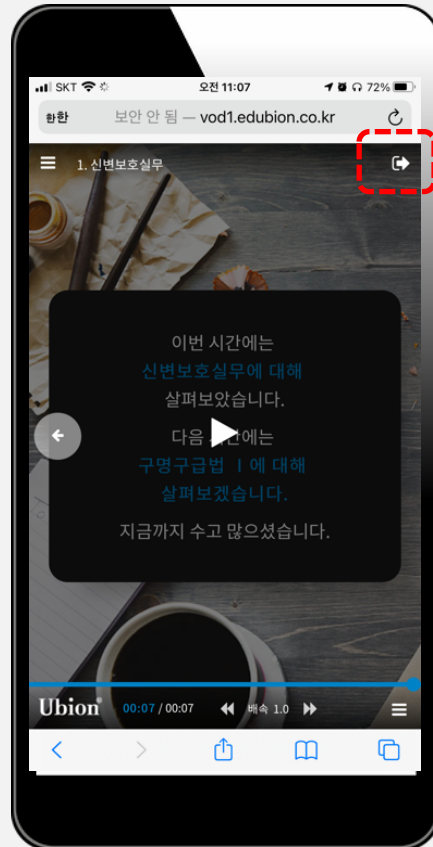 SKT 오전 11:07 72%
한한 보안 안 됨 — vod1.edubion.co.kr
1. 신변보호실무
이번 시간에는
신변보호실무에 대해
살펴보았습니다.
다음 시간에는
구명구급법 Ⅰ에 대해
살펴보겠습니다.
지금까지 수고 많으셨습니다.
Ubion 00:07 / 00:07 배속 1.0